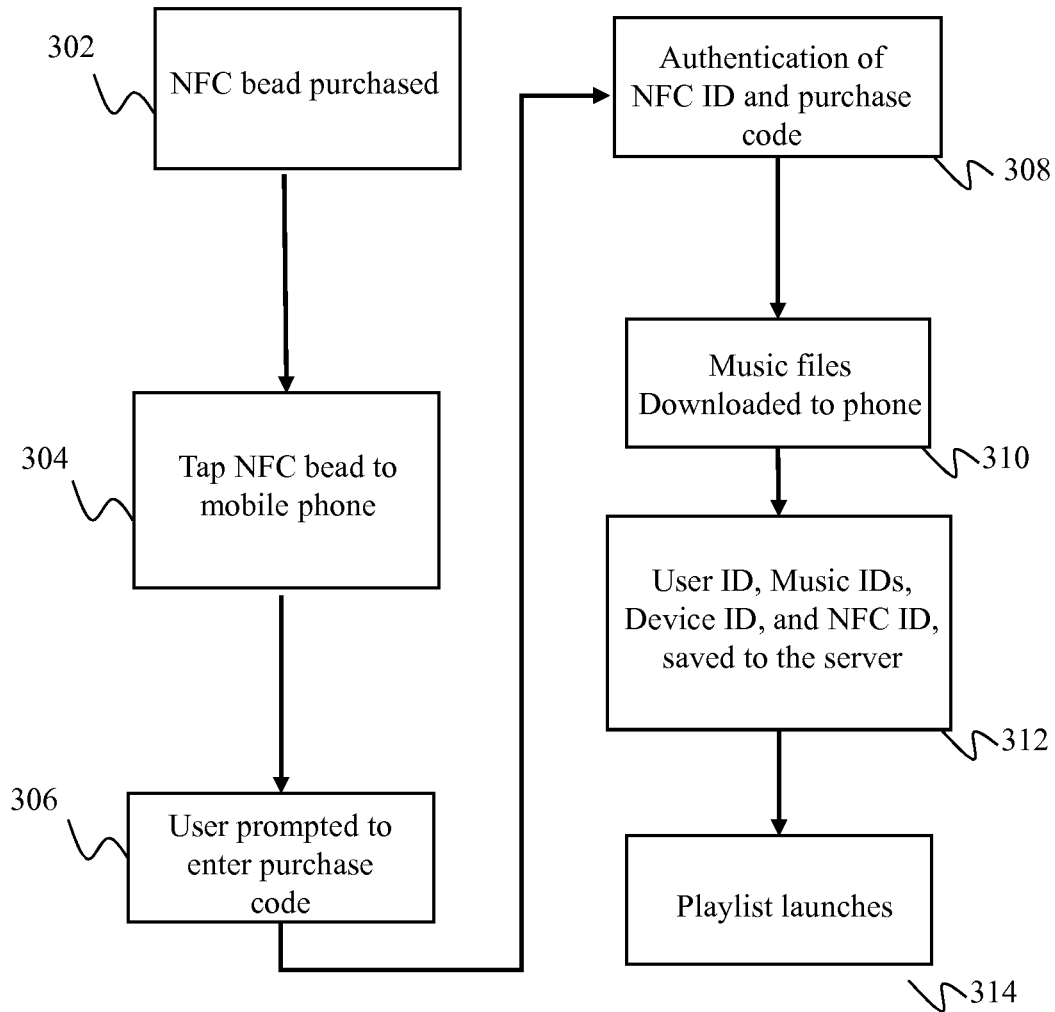 302
NFC bead purchased
304
Tap NFC bead to
mobile phone
306
User prompted to
enter purchase
code
Authentication of
NFC ID and purchase
code
308
Music files
Downloaded to phone
310
User ID, Music IDs,
Device ID, and NFC ID,
saved to the server
312
Playlist launches
314